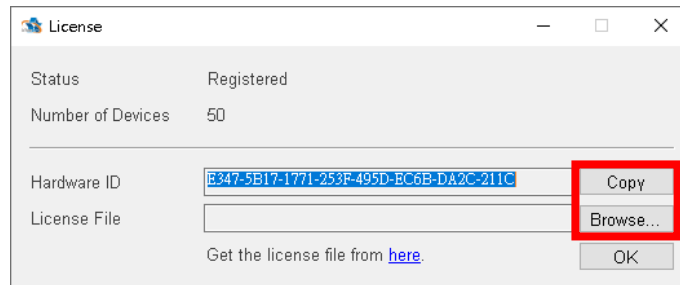 License
Status Registered
Number of Devices 50
Hardware ID E347-5B17-1771-253F-495D-EC6B-DA2C-211C Copy
License File Browse...
Get the license file from here. OK